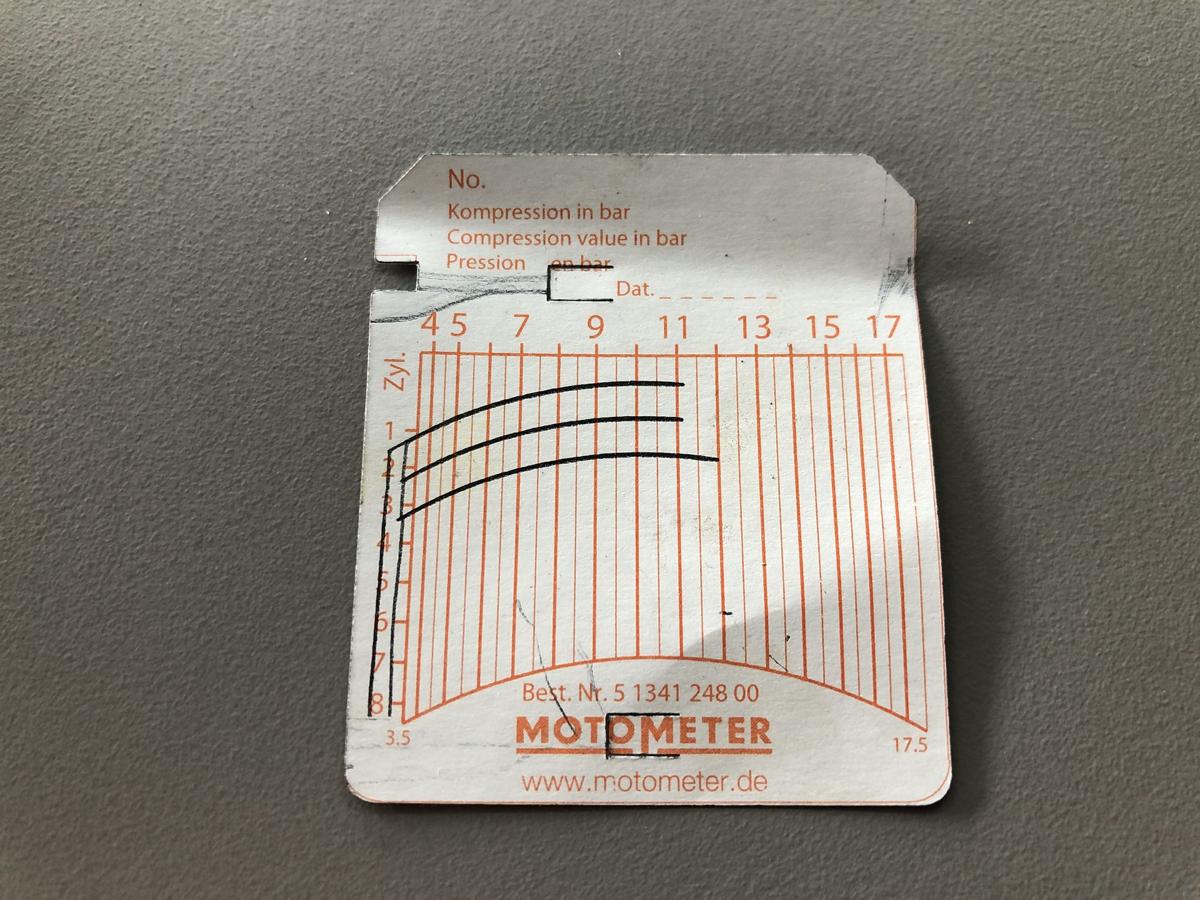 No.
Kompression in bar
Compression value in bar
Pression en bar
Dat.
4 5 7 9 11 13 15 17
Zyl.
1
2
3
4
5
6
7
8
3.5
17.5
Best. Nr. 5 1341 248 00
MOTOMETER
www.motometer.de